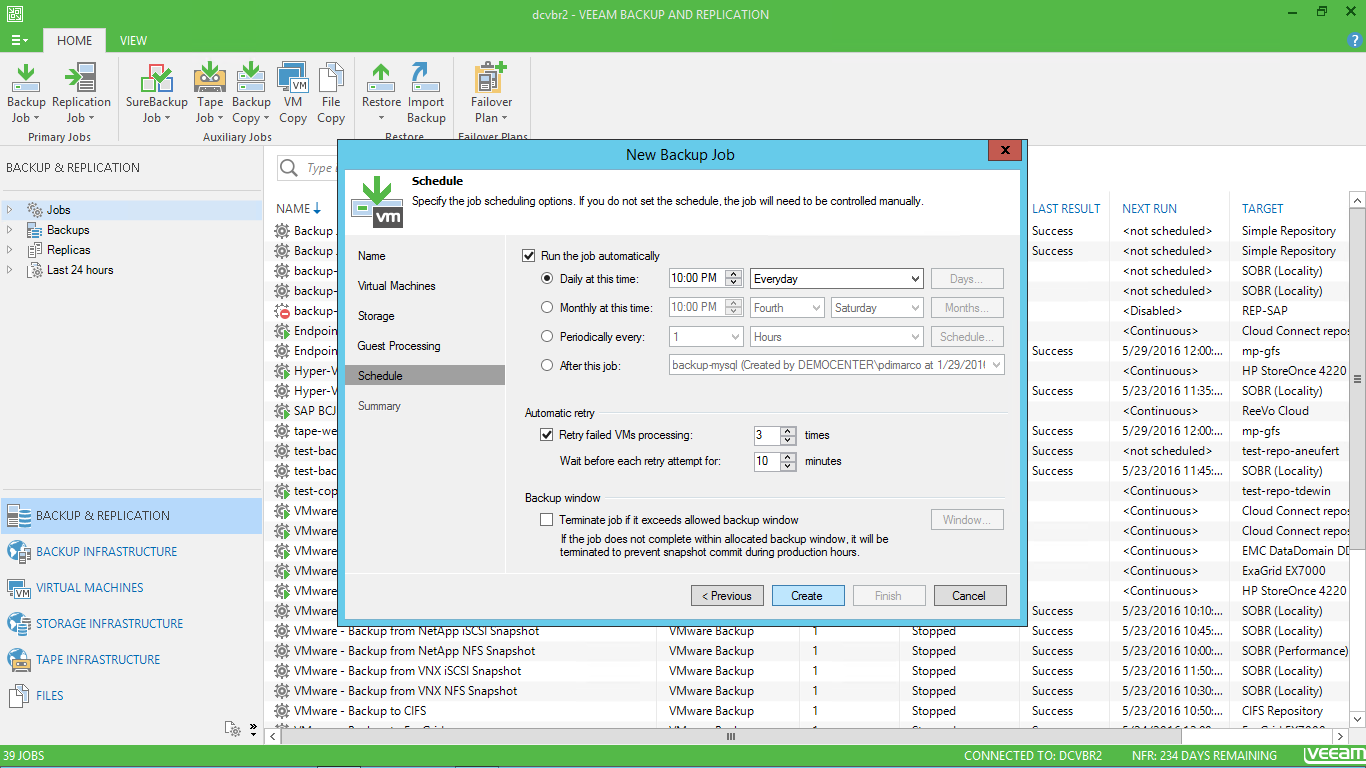 dcvbr2 - VEEAM BACKUP AND REPLICATION
HOME VIEW
Backup Job
Replication Job
SureBackup Job
Tape Job
Backup Copy
VM Copy
File Copy
Restore
Import Backup
Failover Plan
Primary Jobs
Auxiliary Jobs
Restore
Failover Plans
BACKUP & REPLICATION
Jobs
Backups
Replicas
Last 24 hours
BACKUP & REPLICATION
BACKUP INFRASTRUCTURE
VIRTUAL MACHINES
STORAGE INFRASTRUCTURE
TAPE INFRASTRUCTURE
FILES
New Backup Job
X
vm
Schedule
Specify the job scheduling options. If you do not set the schedule, the job will need to be controlled manually.
Name
Virtual Machines
Storage
Guest Processing
Schedule
Summary
Run the job automatically
Daily at this time: 10:00 PM Everyday Days...
Monthly at this time: 10:00 PM Fourth Saturday Months...
Periodically every: 1 Hours Schedule...
After this job: backup-mysql (Created by DEMOCENTER\pdimarco at 1/29/2016
Automatic retry
Retry failed VMs processing: 3 times
Wait before each retry attempt for: 10 minutes
Backup window
Terminate job if it exceeds allowed backup window Window...
If the job does not complete within allocated backup window, it will be
terminated to prevent snapshot commit during production hours.
< Previous Create Finish Cancel
Type
NAME LAST RESULT NEXT RUN TARGET
Backup Success <not scheduled> Simple Repository
Backup Success <not scheduled> Simple Repository
backup- <not scheduled> SOBR (Locality)
backup- <not scheduled> SOBR (Locality)
backup- <Disabled> REP-SAP
Endpoin <Continuous> Cloud Connect repos
Endpoin Success 5/29/2016 12:00:... mp-gfs
Hyper-V <Continuous> HP StoreOnce 4220
Hyper-V Success 5/23/2016 11:35:... SOBR (Locality)
SAP BCJ <Continuous> ReeVo Cloud
tape-we Success 5/29/2016 12:00:... mp-gfs
test-bac Success <not scheduled> test-repo-aneufert
test-bac Success 5/23/2016 11:45:... SOBR (Locality)
test-cop <Continuous> test-repo-tdewin
VMware <Continuous> Cloud Connect repos
VMware <Continuous> Cloud Connect repos
VMware <Continuous> EMC DataDomain DD
VMware <Continuous> ExaGrid EX7000
VMware <Continuous> HP StoreOnce 4220
VMware Success 5/23/2016 10:10:... SOBR (Locality)
VMware - Backup from NetApp iSCSI Snapshot VMware Backup 1 Stopped Success 5/23/2016 10:45:... SOBR (Locality)
VMware - Backup from NetApp NFS Snapshot VMware Backup 1 Stopped Success 5/23/2016 10:00:... SOBR (Performance)
VMware - Backup from VNX iSCSI Snapshot VMware Backup 1 Stopped Success 5/23/2016 11:50:... SOBR (Locality)
VMware - Backup from VNX NFS Snapshot VMware Backup 1 Stopped Success 5/23/2016 10:30:... SOBR (Locality)
VMware - Backup to CIFS VMware Backup 1 Stopped Success 5/23/2016 10:50:... CIFS Repository
39 JOBS CONNECTED TO: DCVBR2 NFR: 234 DAYS REMAINING veeam